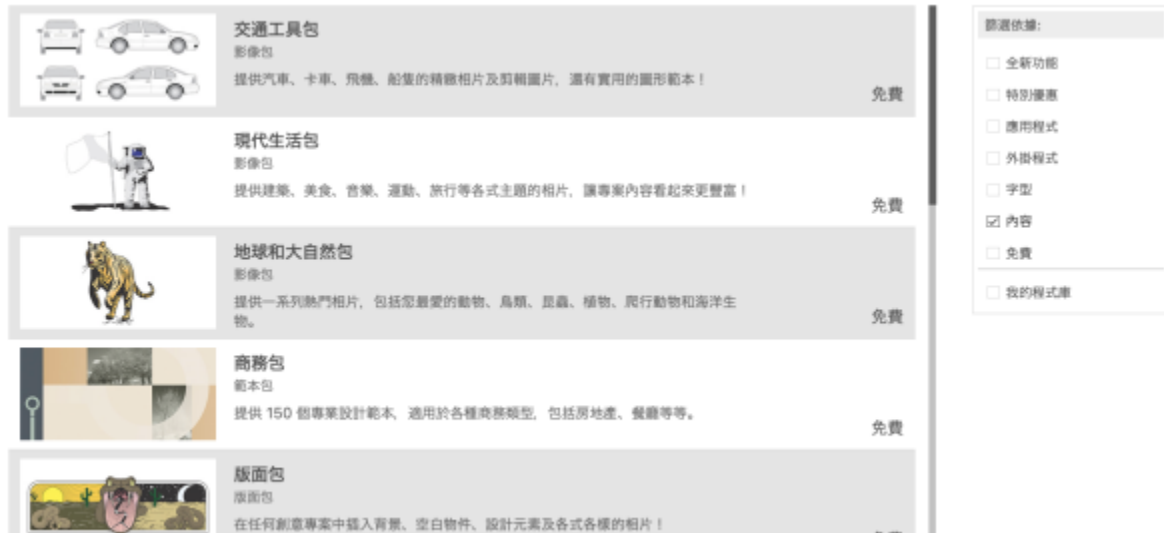 交通工具包
影像包
提供汽車、卡車、飛機、船隻的精緻相片及剪輯圖片，還有實用的圖形範本！
免費
現代生活包
影像包
提供建築、美食、音樂、運動、旅行等各式主題的相片，讓專案內容看起來更豐富！
免費
地球和大自然包
影像包
提供一系列熱門相片，包括您最愛的動物、鳥類、昆蟲、植物、爬行動物和海洋生
物。
免費
商務包
範本包
提供 150 個專業設計範本，適用於各種商務類型，包括房地產、餐廳等等。
免費
版面包
版面包
在任何創意專案中插入背景、空白物件、設計元素及各式各樣的相片！
篩選依據:
全新功能
特別優惠
應用程式
外掛程式
字型
內容
免費
我的程式庫